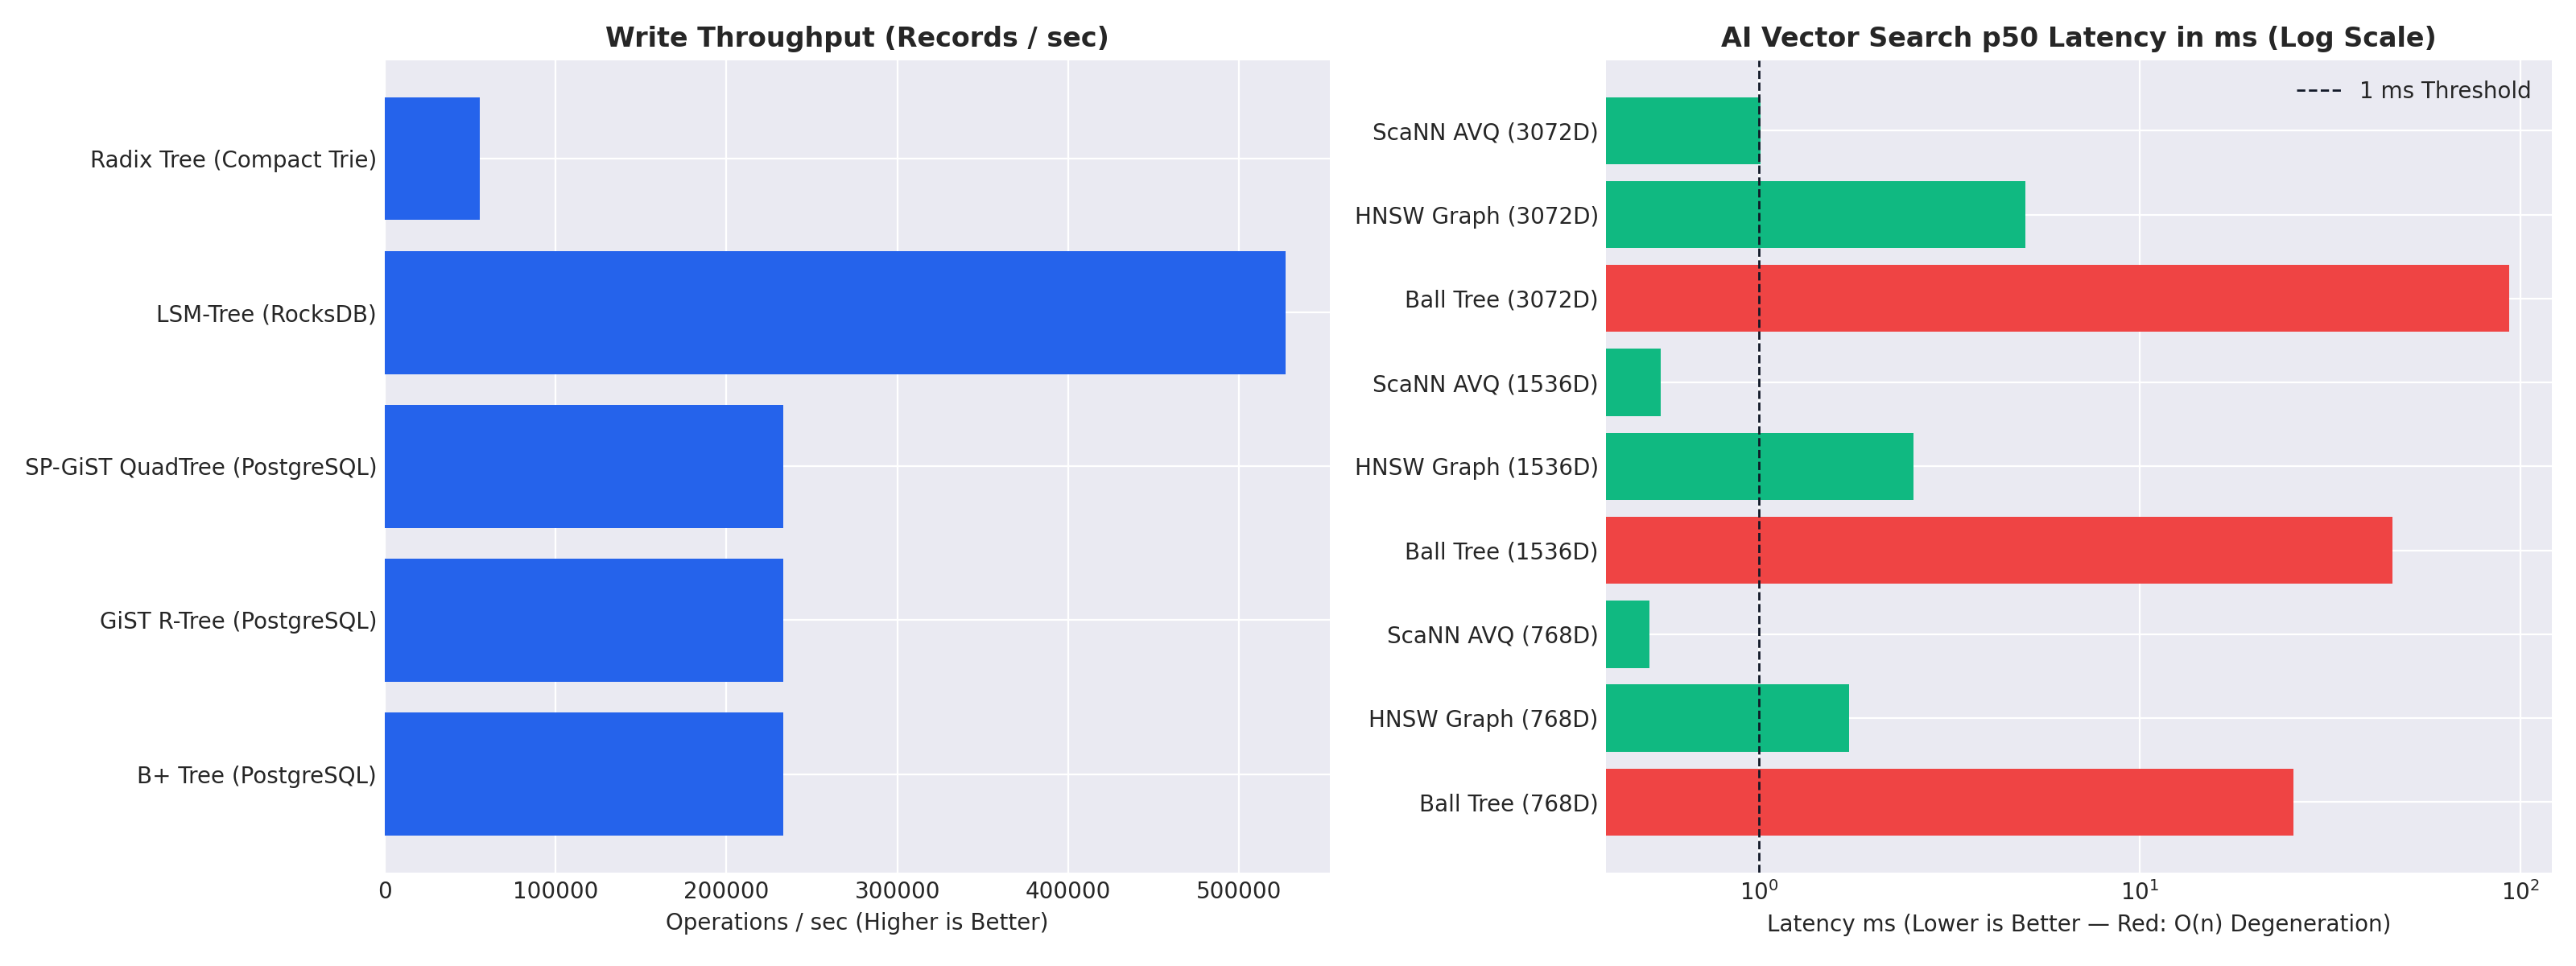 Write Throughput (Records / sec)
Radix Tree (Compact Trie)
LSM-Tree (RocksDB)
SP-GiST QuadTree (PostgreSQL)
GiST R-Tree (PostgreSQL)
B+ Tree (PostgreSQL)
0 100000 200000 300000 400000 500000
Operations / sec (Higher is Better)
AI Vector Search p50 Latency in ms (Log Scale)
1 ms Threshold
ScaNN AVQ (3072D)
HNSW Graph (3072D)
Ball Tree (3072D)
ScaNN AVQ (1536D)
HNSW Graph (1536D)
Ball Tree (1536D)
ScaNN AVQ (768D)
HNSW Graph (768D)
Ball Tree (768D)
10⁰ 10¹ 10²
Latency ms (Lower is Better — Red: O(n) Degeneration)